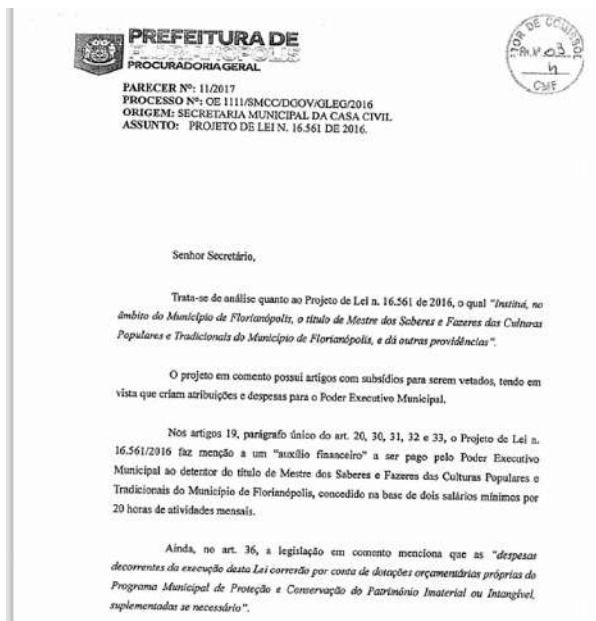 PREFEITURA DE
FLORIANÓPOLIS
PROCURADORIA GERAL
PARECER Nº: 11/2017
PROCESSO Nº: OE 1111/SMCC/DGOV/GLEG/2016
ORIGEM: SECRETARIA MUNICIPAL DA CASA CIVIL
ASSUNTO: PROJETO DE LEI N. 16.561 DE 2016.
DE
03
CMF
Senhor Secretário,
Trata-se de análise quanto ao Projeto de Lei n. 16.561 de 2016, o qual "Institui, no
âmbito do Município de Florianópolis, o título de Mestre dos Saberes e Fazeres das Culturas
Populares e Tradicionais do Município de Florianópolis, e dá outras providências".
O projeto em comento possui artigos com subsídios para serem vetados, tendo em
vista que criam atribuições e despesas para o Poder Executivo Municipal.
Nos artigos 19, parágrafo único do art. 20, 30, 31, 32 e 33, o Projeto de Lei n.
16.561/2016 faz menção a um "auxílio financeiro" a ser pago pelo Poder Executivo
Municipal ao detentor do título de Mestre dos Saberes e Fazeres das Culturas Populares e
Tradicionais do Município de Florianópolis, concedido na base de dois salários mínimos por
20 horas de atividades mensais.
Ainda, no art. 36, a legislação em comento menciona que as "despesas
decorrentes da execução desta Lei correrão por conta de dotações orçamentárias próprias do
Programa Municipal de Proteção e Conservação do Patrimônio Imaterial ou Intangível,
suplementadas se necessário".